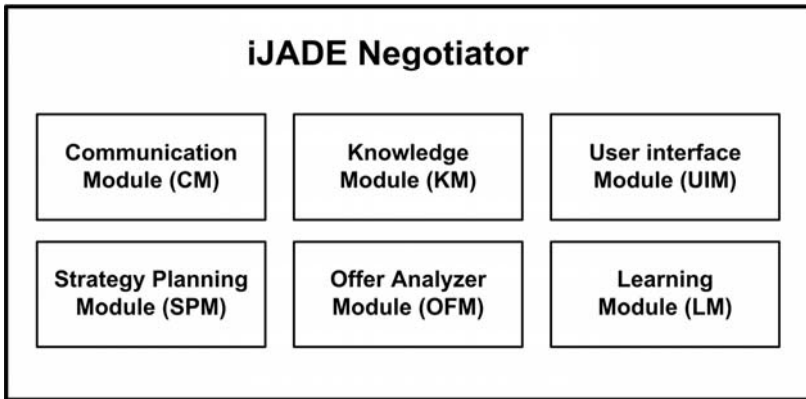 iJADE Negotiator
Communication
Module (CM)
Knowledge
Module (KM)
User interface
Module (UIM)
Strategy Planning
Module (SPM)
Offer Analyzer
Module (OFM)
Learning
Module (LM)